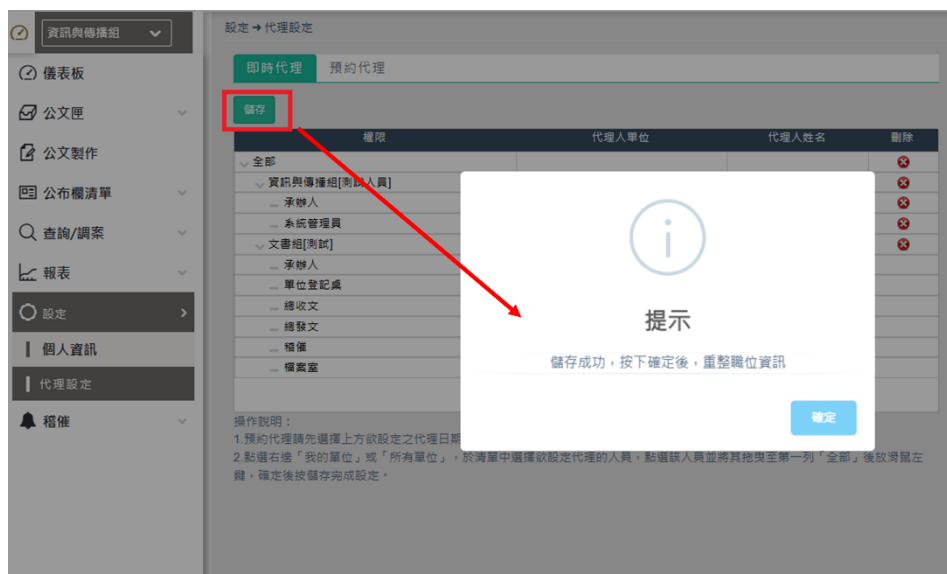 資訊與傳播組
儀表板
公文匣
公文製作
公布欄清單
查詢/調案
報表
設定
個人資訊
代理設定
稽催
設定➔代理設定
即時代理 預約代理
儲存
權限 代理人單位 代理人姓名 刪除
全部
資訊與傳播組[測試人員]
承辦人
系統管理員
文書組[測試]
承辦人
單位登記桌
總收文
總發文
稽催
檔案室
提示
儲存成功，按下確定後，重整職位資訊
確定
操作說明：
1.預約代理請先選擇上方欲設定之代理日期
2.點選右邊「我的單位」或「所有單位」，於清單中選擇欲設定代理的人員，點選該人員並將其拖曳至第一列「全部」後放滑鼠左
鍵，確定後按儲存完成設定。